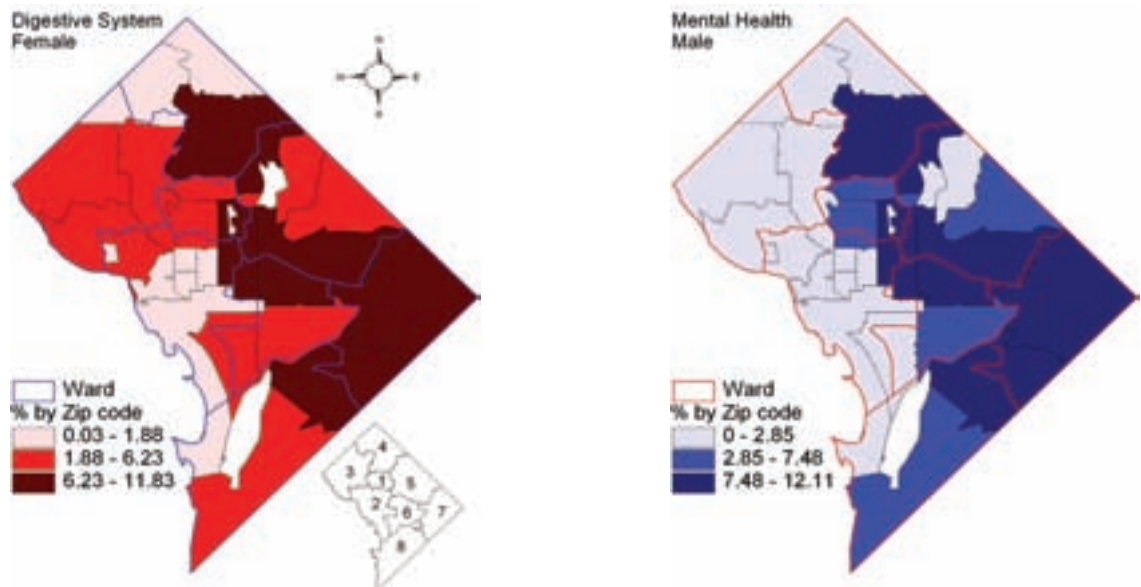 Digestive System
Female
N
E
S
Ward
% by Zip code
0.03 - 1.88
1.88 - 6.23
6.23 - 11.83
4
3
1
5
2
6
7
8
Mental Health
Male
Ward
% by Zip code
0 - 2.85
2.85 - 7.48
7.48 - 12.11